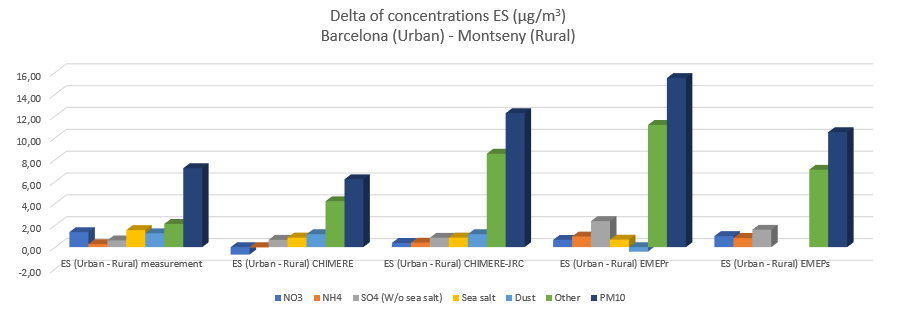 Delta of concentrations ES (µg/m³)
Barcelona (Urban) - Montseny (Rural)
16,00
14,00
12,00
10,00
8,00
6,00
4,00
2,00
0,00
-2,00
ES (Urban - Rural) measurement
ES (Urban - Rural) CHIMERE
ES (Urban - Rural) CHIMERE-JRC
ES (Urban - Rural) EMEPr
ES (Urban - Rural) EMEPs
NO3 NH4 SO4 (W/o sea salt) Sea salt Dust Other PM10